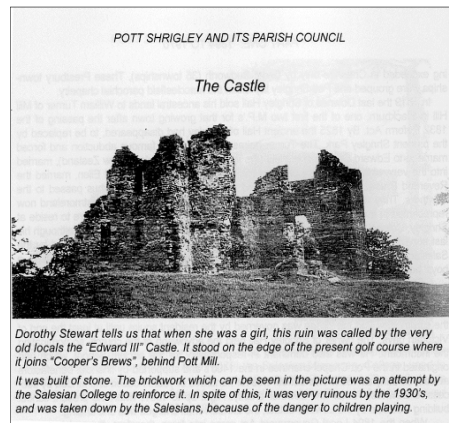 POTT SHRIGLEY AND ITS PARISH COUNCIL
The Castle
Dorothy Stewart tells us that when she was a girl, this ruin was called by the very
old locals the “Edward III” Castle. It stood on the edge of the present golf course where
it joins “Cooper’s Brews”, behind Pott Mill.
It was built of stone. The brickwork which can be seen in the picture was an attempt by
the Salesian College to reinforce it. In spite of this, it was very ruinous by the 1930’s,
and was taken down by the Salesians, because of the danger to children playing.